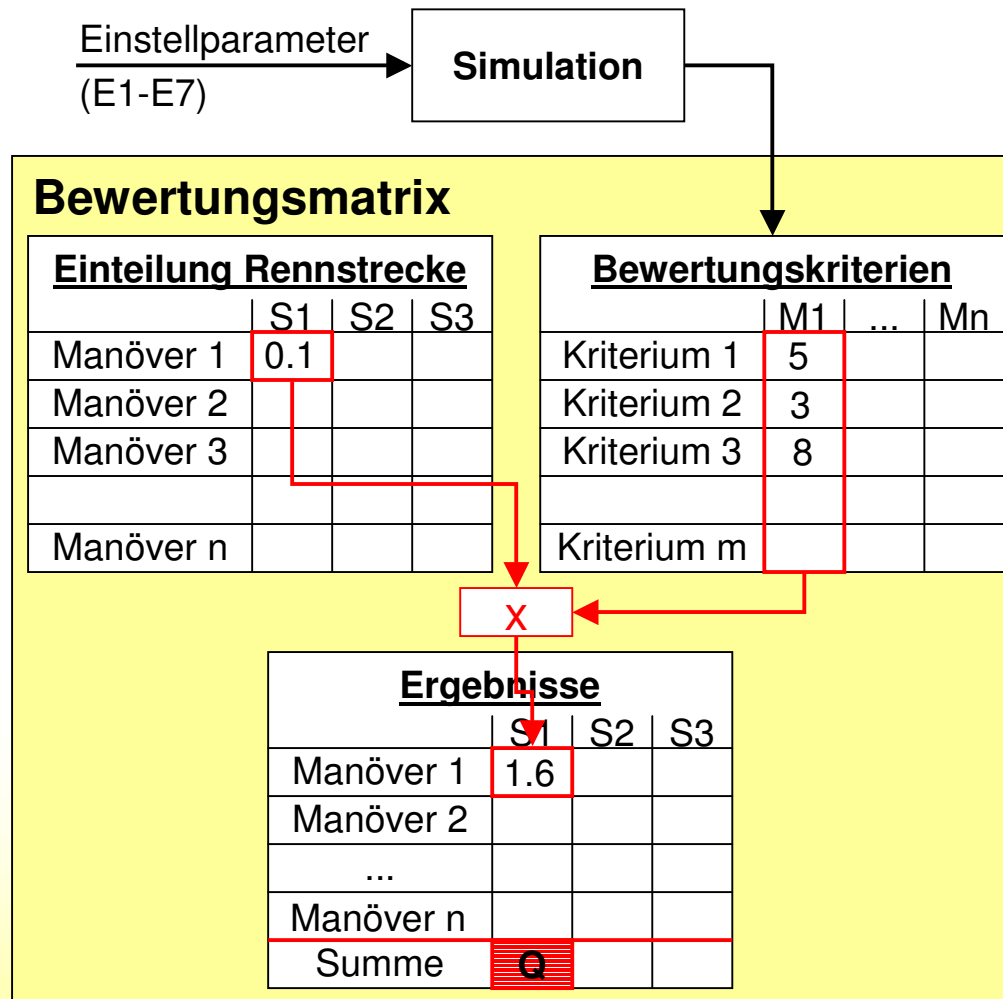 Einstellparameter
(E1-E7)
Simulation
Bewertungsmatrix
Einteilung Rennstrecke
S1 S2 S3
Manöver 1 0.1
Manöver 2
Manöver 3
Manöver n
Bewertungskriterien
M1 ... Mn
Kriterium 1 5
Kriterium 2 3
Kriterium 3 8
Kriterium m
x
Ergebnisse
S1 S2 S3
Manöver 1 1.6
Manöver 2
...
Manöver n
Summe Q